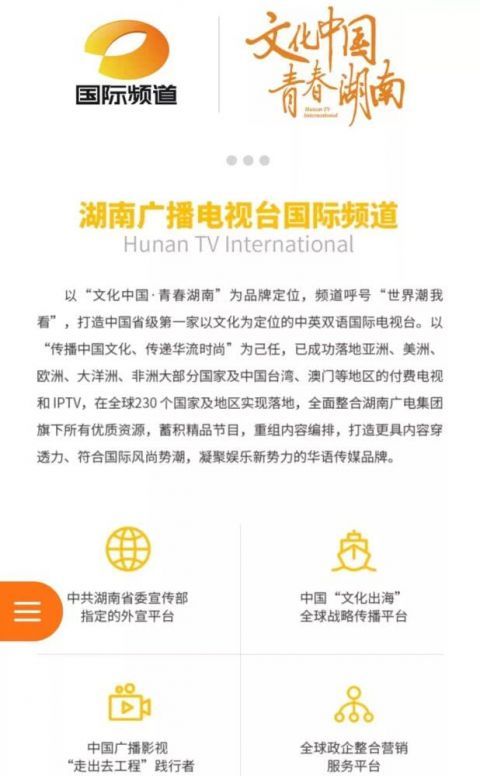 国际频道
文化中国
青春湖南
Hunan TV
International
湖南广播电视台国际频道
Hunan TV International
以“文化中国·青春湖南”为品牌定位，频道呼号“世界潮我
看”，打造中国省级第一家以文化为定位的中英双语国际电视台。以
“传播中国文化、传递华流时尚”为己任，已成功落地亚洲、美洲、
欧洲、大洋洲、非洲大部分国家及中国台湾、澳门等地区的付费电视
和 IPTV，在全球230 个国家及地区实现落地，全面整合湖南广电集团
旗下所有优质资源，蓄积精品节目，重组内容编排，打造更具内容穿
透力、符合国际风尚势潮，凝聚娱乐新势力的华语传媒品牌。
中共湖南省委宣传部
指定的外宣平台
中国“文化出海”
全球战略传播平台
中国广播影视
“走出去工程”践行者
全球政企整合营销
服务平台